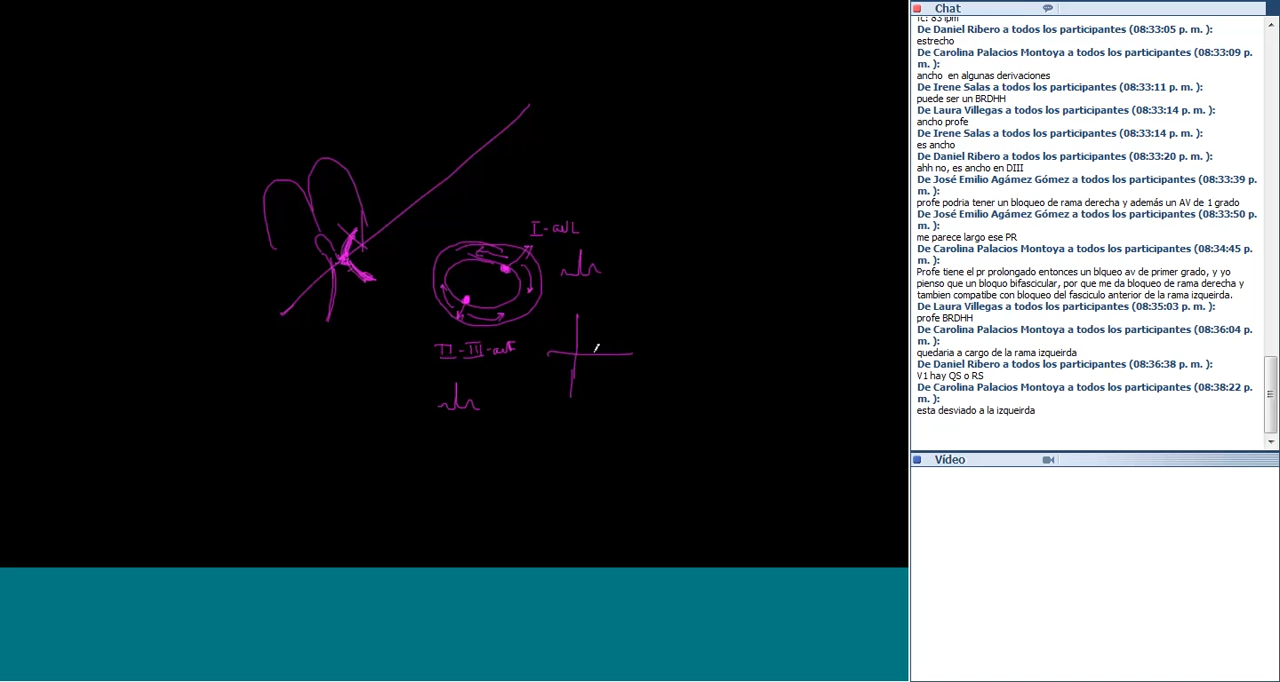 I-avL
II-III-avF
Chat
fc: 83 lpm
De Daniel Ribero a todos los participantes (08:33:05 p. m. ):
estrecho
De Carolina Palacios Montoya a todos los participantes (08:33:09 p.
m. ):
ancho en algunas derivaciones
De Irene Salas a todos los participantes (08:33:11 p. m. ):
puede ser un BRDHH
De Laura Villegas a todos los participantes (08:33:14 p. m. ):
ancho profe
De Irene Salas a todos los participantes (08:33:14 p. m. ):
es ancho
De Daniel Ribero a todos los participantes (08:33:20 p. m. ):
ahh no, es ancho en DIII
De José Emilio Agámez Gómez a todos los participantes (08:33:39
p. m. ):
profe podria tener un bloqueo de rama derecha y además un AV de 1 grado
De José Emilio Agámez Gómez a todos los participantes (08:33:50
p. m. ):
me parece largo ese PR
De Carolina Palacios Montoya a todos los participantes (08:34:45 p.
m. ):
Profe tiene el pr prolongado entonces un blqueo av de primer grado, y yo
pienso que un bloquo bifascicular, por que me da bloqueo de rama derecha y
tambien compatibe con bloqueo del fasciculo anterior de la rama izqueirda.
De Laura Villegas a todos los participantes (08:35:03 p. m. ):
profe BRDHH
De Carolina Palacios Montoya a todos los participantes (08:36:04 p.
m. ):
quedaria a cargo de la rama izqueirda
De Daniel Ribero a todos los participantes (08:36:38 p. m. ):
V1 hay QS o RS
De Carolina Palacios Montoya a todos los participantes (08:38:22 p.
m. ):
esta desviado a la izqueirda
Vídeo